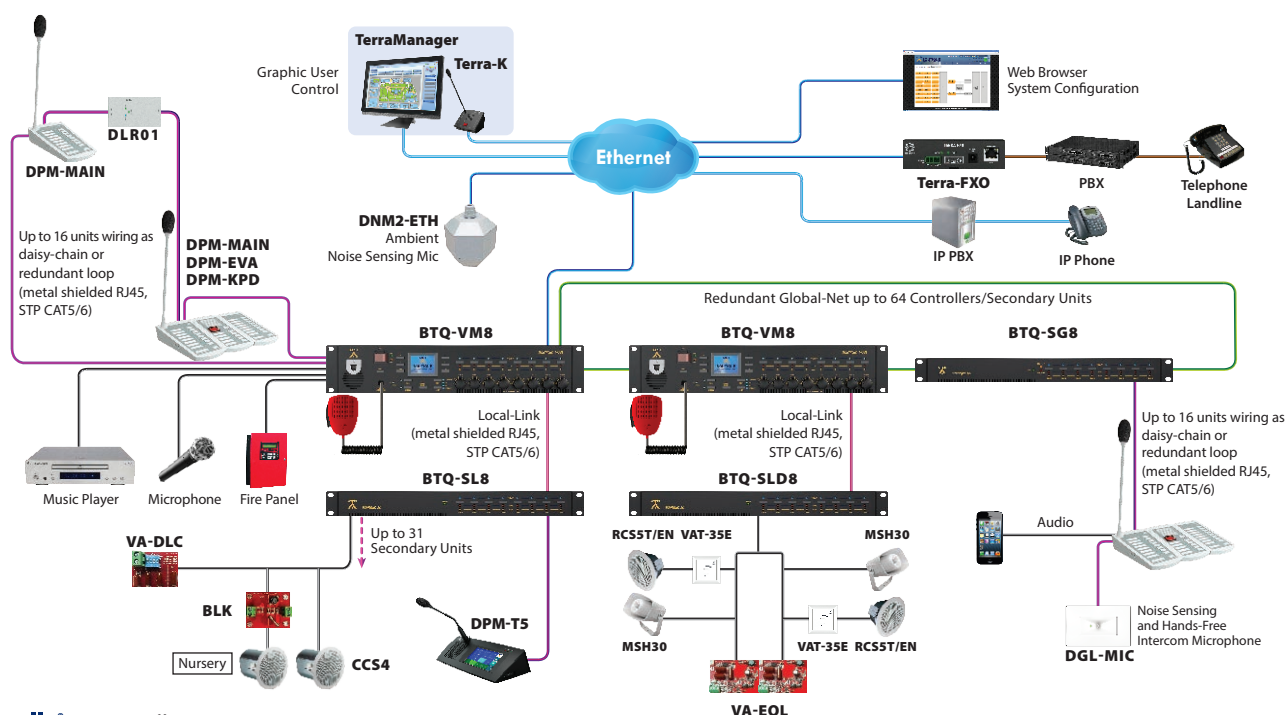 TerraManager
Terra-K
Graphic User
Control
Web Browser
System Configuration
DLR01
DPM-MAIN
Ethernet
Terra-FXO
PBX
Telephone
Landline
DNM2-ETH
Ambient
Noise Sensing Mic
IP PBX
IP Phone
Up to 16 units wiring as
daisy-chain or
redundant loop
(metal shielded RJ45,
STP CAT5/6)
DPM-MAIN
DPM-EVA
DPM-KPD
Redundant Global-Net up to 64 Controllers/Secondary Units
BTQ-VM8
BTQ-VM8
BTQ-SG8
Local-Link
(metal shielded RJ45,
STP CAT5/6)
Local-Link
(metal shielded RJ45,
STP CAT5/6)
Up to 16 units wiring as
daisy-chain or
redundant loop
(metal shielded RJ45,
STP CAT5/6)
Music Player
Microphone
Fire Panel
BTQ-SL8
BTQ-SLD8
Up to 31
Secondary Units
VA-DLC
RCS5T/EN
VAT-35E
MSH30
Audio
BLK
DPM-T5
Nursery
CCS4
MSH30
VAT-35E
RCS5T/EN
Noise Sensing
and Hands-Free
Intercom Microphone
DGL-MIC
VA-EOL